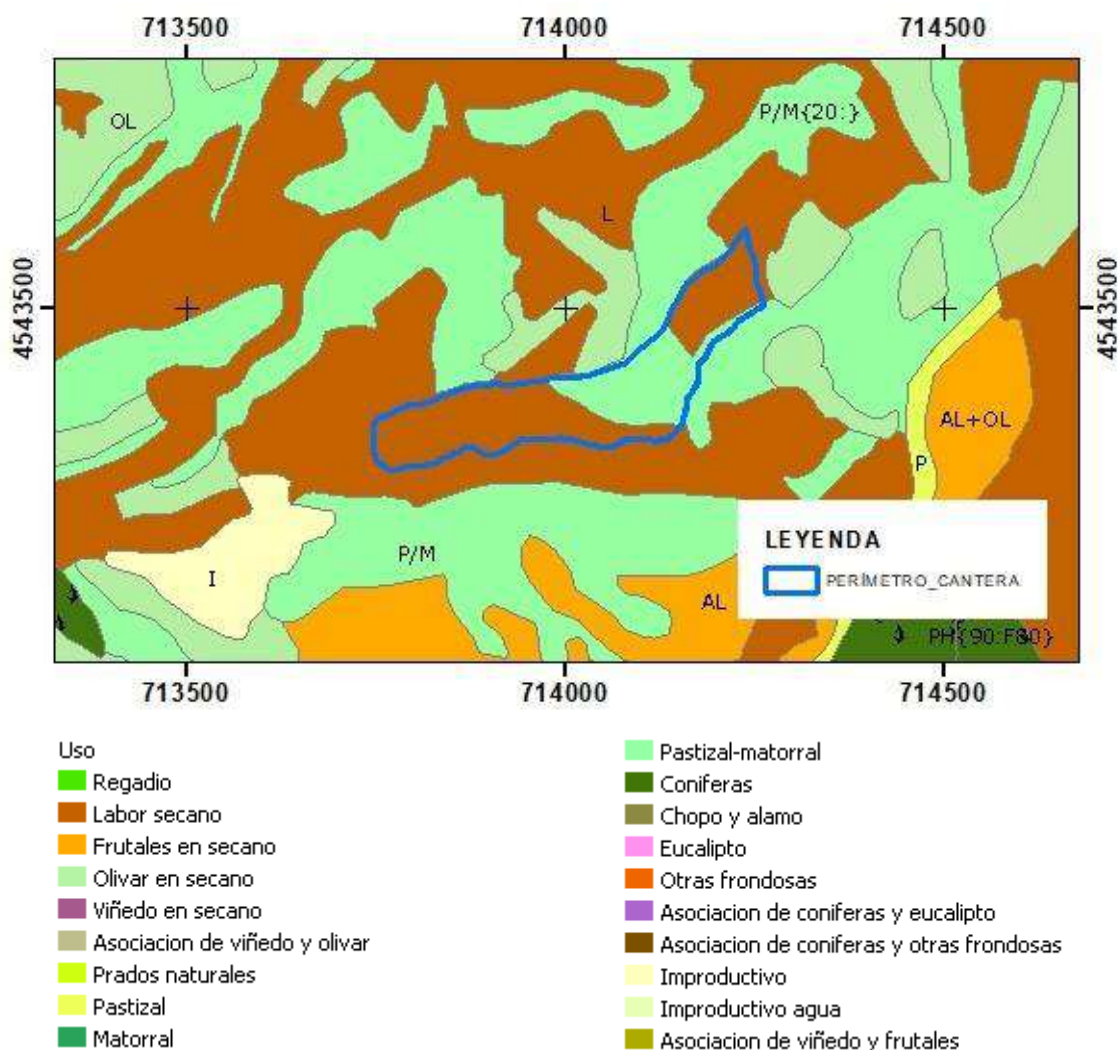 713500 714000 714500
OL
P/M{20:}
L
4543500
4543500
AL+OL
P
LEYENDA
PERÍMETRO_CANTERA
P/M
I
AL
PH{90:F80}
713500 714000 714500
Uso
Regadio
Labor secano
Frutales en secano
Olivar en secano
Viñedo en secano
Asociacion de viñedo y olivar
Prados naturales
Pastizal
Matorral
Pastizal-matorral
Coniferas
Chopo y alamo
Eucalipto
Otras frondosas
Asociacion de coniferas y eucalipto
Asociacion de coniferas y otras frondosas
Improductivo
Improductivo agua
Asociacion de viñedo y frutales